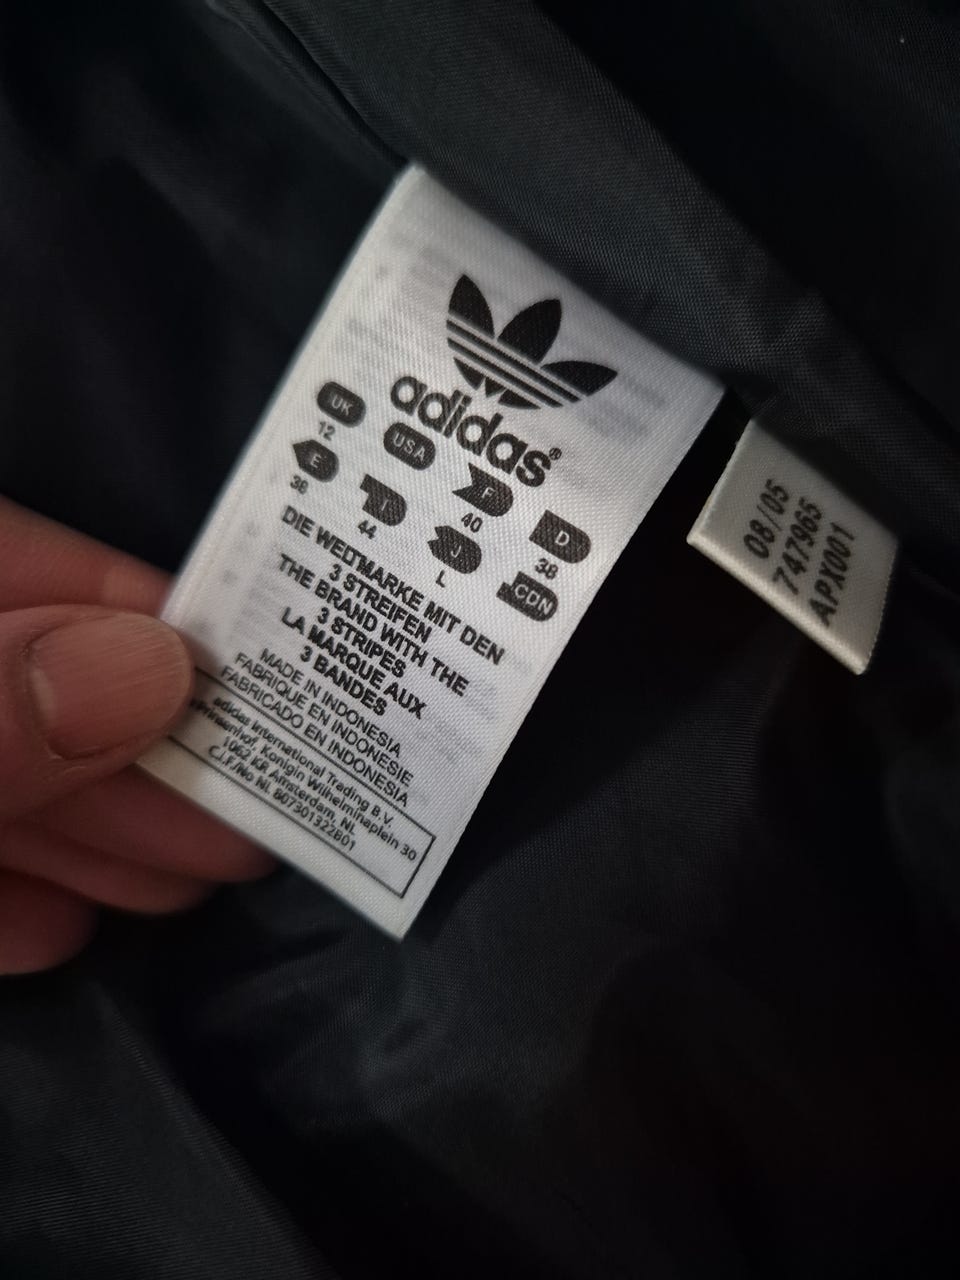 adidas®
UK USA F D
12 40 38
E I J CDN
38 44 L
DIE WELTMARKE MIT DEN
3 STREIFEN
THE BRAND WITH THE
3 STRIPES
LA MARQUE AUX
3 BANDES
MADE IN INDONESIA
FABRIQUE EN INDONESIE
FABRICADO EN INDONESIA
adidas International Trading B.V.
Prinsenhof, Konigin Wilhelminaplein 30
1062 KR Amsterdam, NL
C.I.F/No NL 807301322B01
08/05
747965
APX001